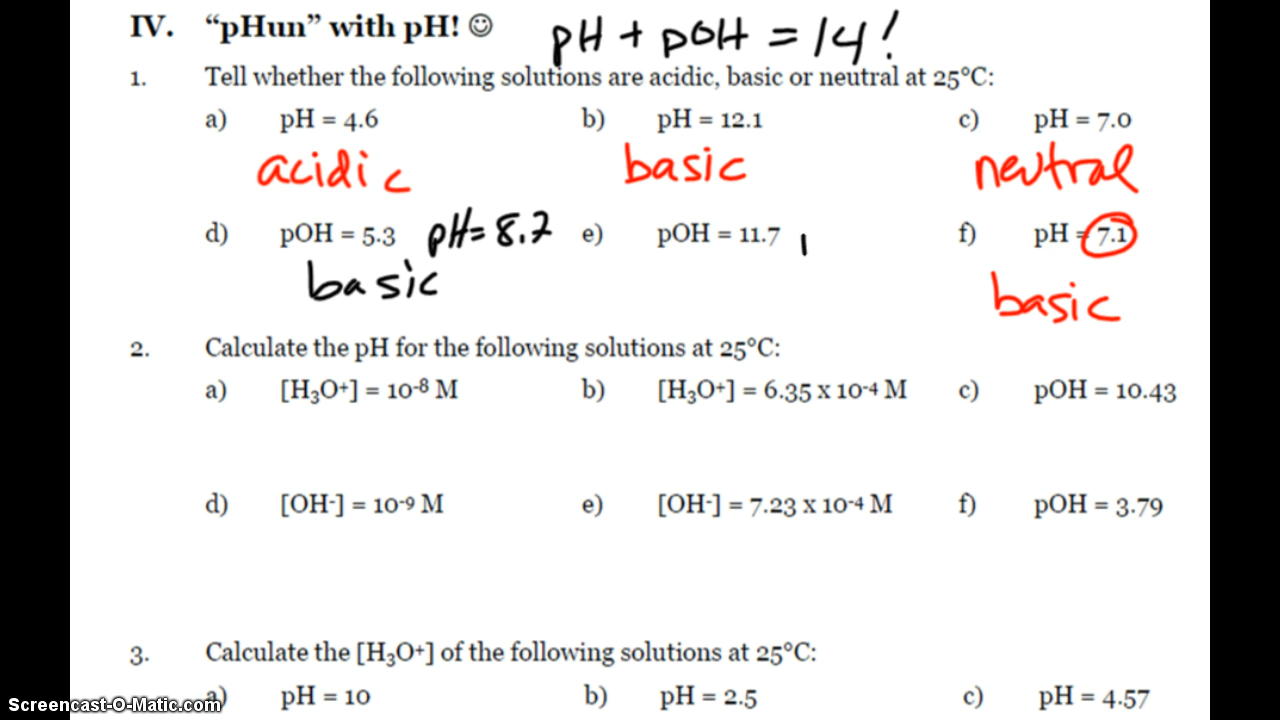 IV. “pHun” with pH! ☺ pH + pOH = 14!
1. Tell whether the following solutions are acidic, basic or neutral at 25°C:
a) pH = 4.6 b) pH = 12.1 c) pH = 7.0
acidic basic neutral
d) pOH = 5.3 pH = 8.7 e) pOH = 11.7 f) pH = 7.1
basic basic
2. Calculate the pH for the following solutions at 25°C:
a) [H₃O⁺] = 10⁻⁸ M b) [H₃O⁺] = 6.35 x 10⁻⁴ M c) pOH = 10.43
d) [OH⁻] = 10⁻⁹ M e) [OH⁻] = 7.23 x 10⁻⁴ M f) pOH = 3.79
3. Calculate the [H₃O⁺] of the following solutions at 25°C:
a) pH = 10 b) pH = 2.5 c) pH = 4.57
Screencast-O-Matic.com